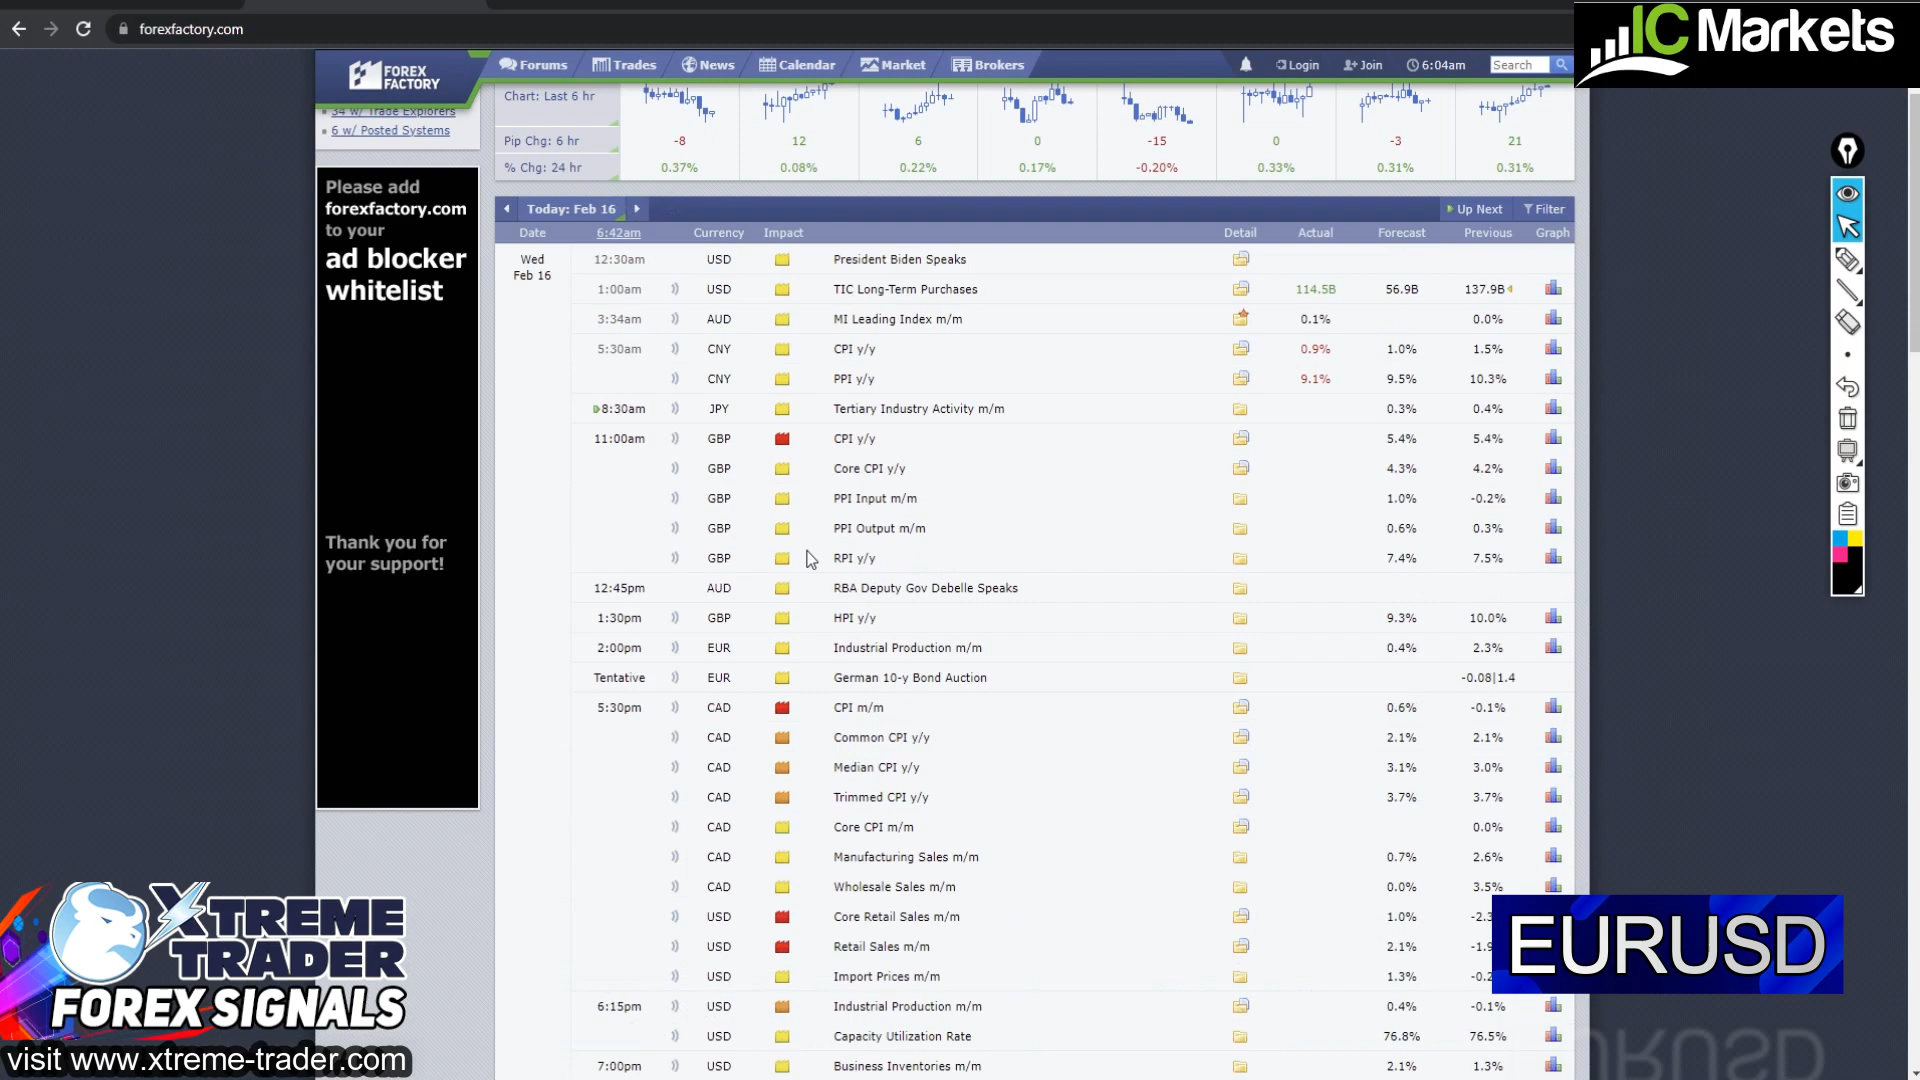 forexfactory.com
IC Markets
FOREX FACTORY
Forums Trades News Calendar Market Brokers Login Join 6:04am Search
34 w/ Trade Explorers
6 w/ Posted Systems
Chart: Last 6 hr
Pip Chg: 6 hr -8 12 6 0 -15 0 -3 21
% Chg: 24 hr 0.37% 0.08% 0.22% 0.17% -0.20% 0.33% 0.31% 0.31%
Please add
forexfactory.com
to your
ad blocker
whitelist
Thank you for
your support!
Today: Feb 16 Up Next Filter
Date 6:42am Currency Impact Detail Actual Forecast Previous Graph
Wed
Feb 16
12:30am USD President Biden Speaks
1:00am USD TIC Long-Term Purchases 114.5B 56.9B 137.9B
3:34am AUD MI Leading Index m/m 0.1% 0.0%
5:30am CNY CPI y/y 0.9% 1.0% 1.5%
CNY PPI y/y 9.1% 9.5% 10.3%
8:30am JPY Tertiary Industry Activity m/m 0.3% 0.4%
11:00am GBP CPI y/y 5.4% 5.4%
GBP Core CPI y/y 4.3% 4.2%
GBP PPI Input m/m 1.0% -0.2%
GBP PPI Output m/m 0.6% 0.3%
GBP RPI y/y 7.4% 7.5%
12:45pm AUD RBA Deputy Gov Debelle Speaks
1:30pm GBP HPI y/y 9.3% 10.0%
2:00pm EUR Industrial Production m/m 0.4% 2.3%
Tentative EUR German 10-y Bond Auction -0.08|1.4
5:30pm CAD CPI m/m 0.6% -0.1%
CAD Common CPI y/y 2.1% 2.1%
CAD Median CPI y/y 3.1% 3.0%
CAD Trimmed CPI y/y 3.7% 3.7%
CAD Core CPI m/m 0.0%
CAD Manufacturing Sales m/m 0.7% 2.6%
CAD Wholesale Sales m/m 0.0% 3.5%
USD Core Retail Sales m/m 1.0%
USD Retail Sales m/m 2.1%
USD Import Prices m/m 1.3%
6:15pm USD Industrial Production m/m 0.4% -0.1%
USD Capacity Utilization Rate 76.8% 76.5%
7:00pm USD Business Inventories m/m 2.1% 1.3%
XTREME
TRADER
FOREX SIGNALS
visit www.xtreme-trader.com
EURUSD